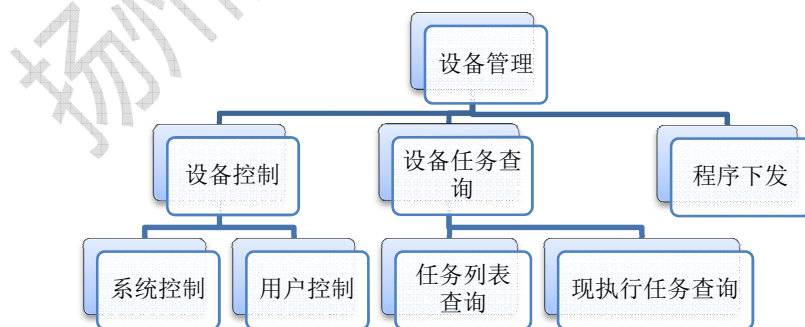 扬州
设备管理
设备控制
设备任务查
询
程序下发
系统控制
用户控制
任务列表
查询
现执行任务查询